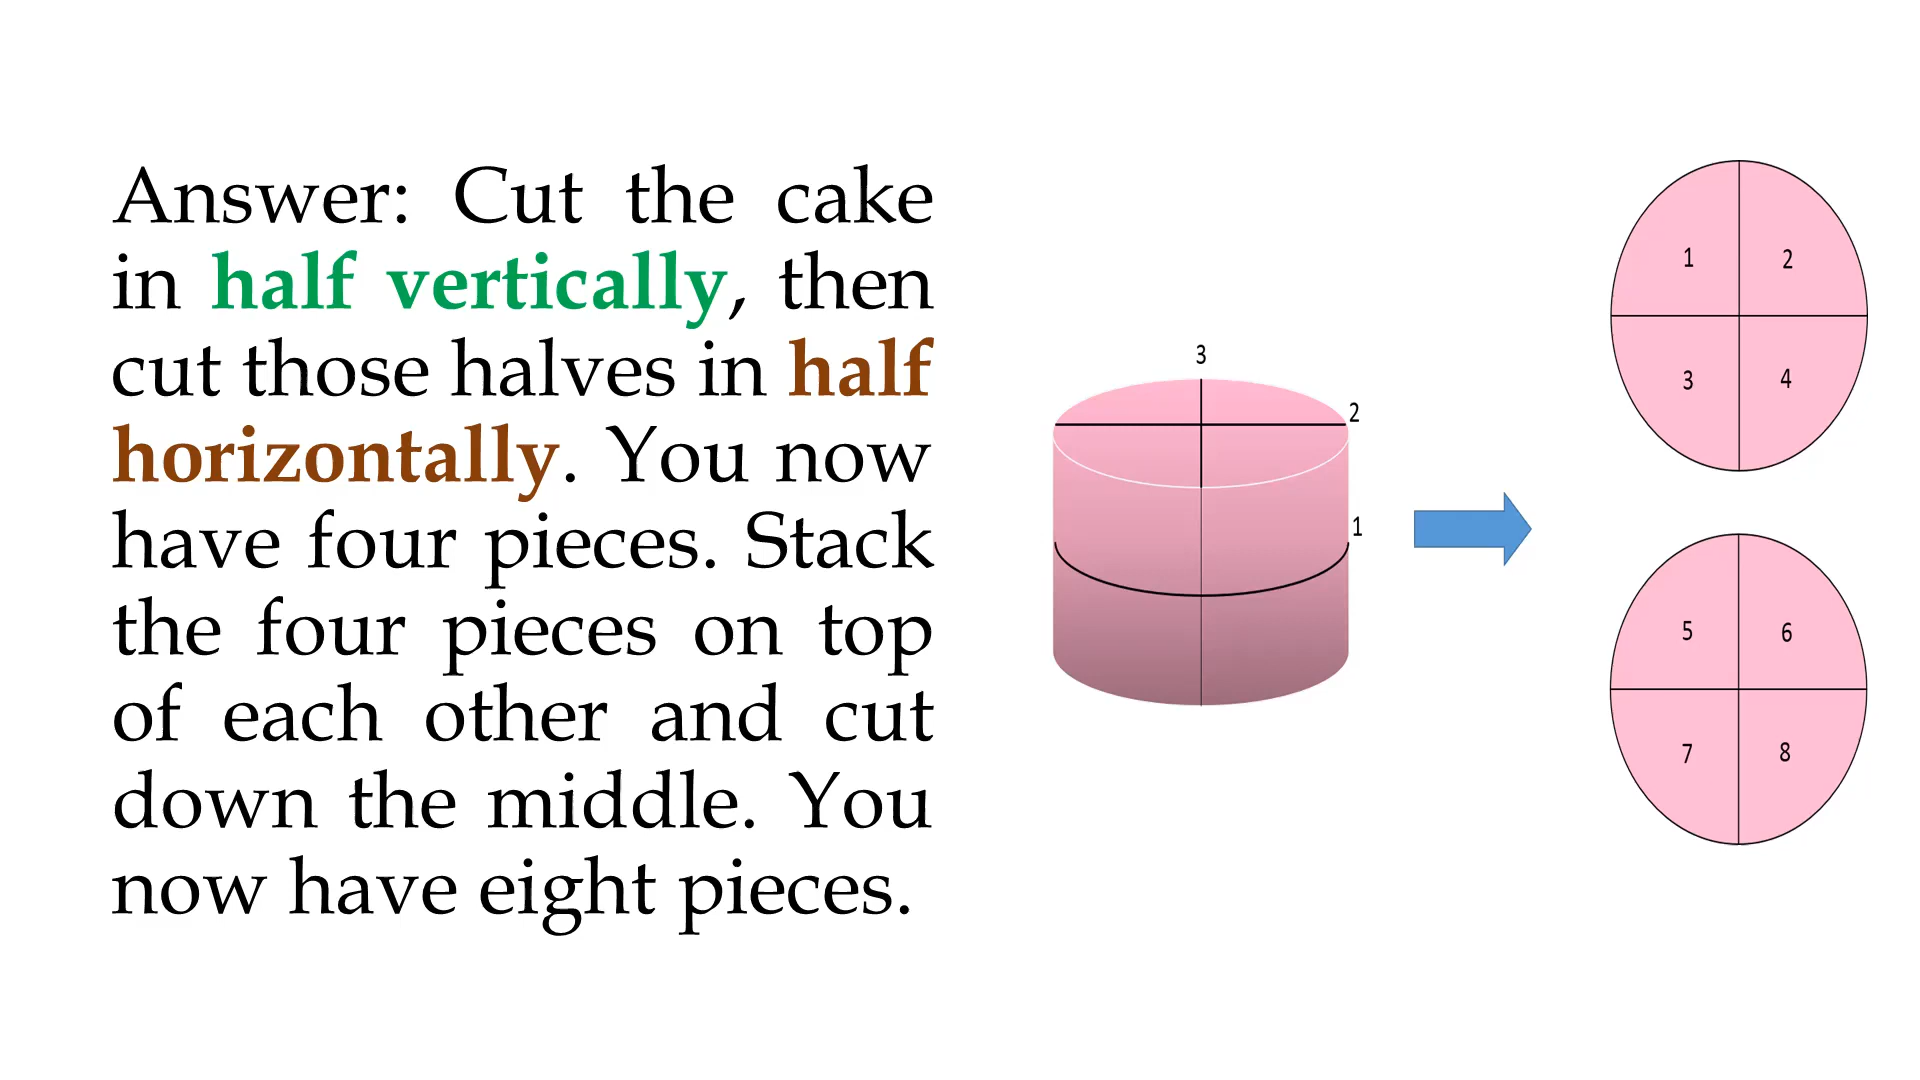 Answer: Cut the cake
in half vertically, then
cut those halves in half
horizontally. You now
have four pieces. Stack
the four pieces on top
of each other and cut
down the middle. You
now have eight pieces.
3
2
1
1 2
3 4
5 6
7 8